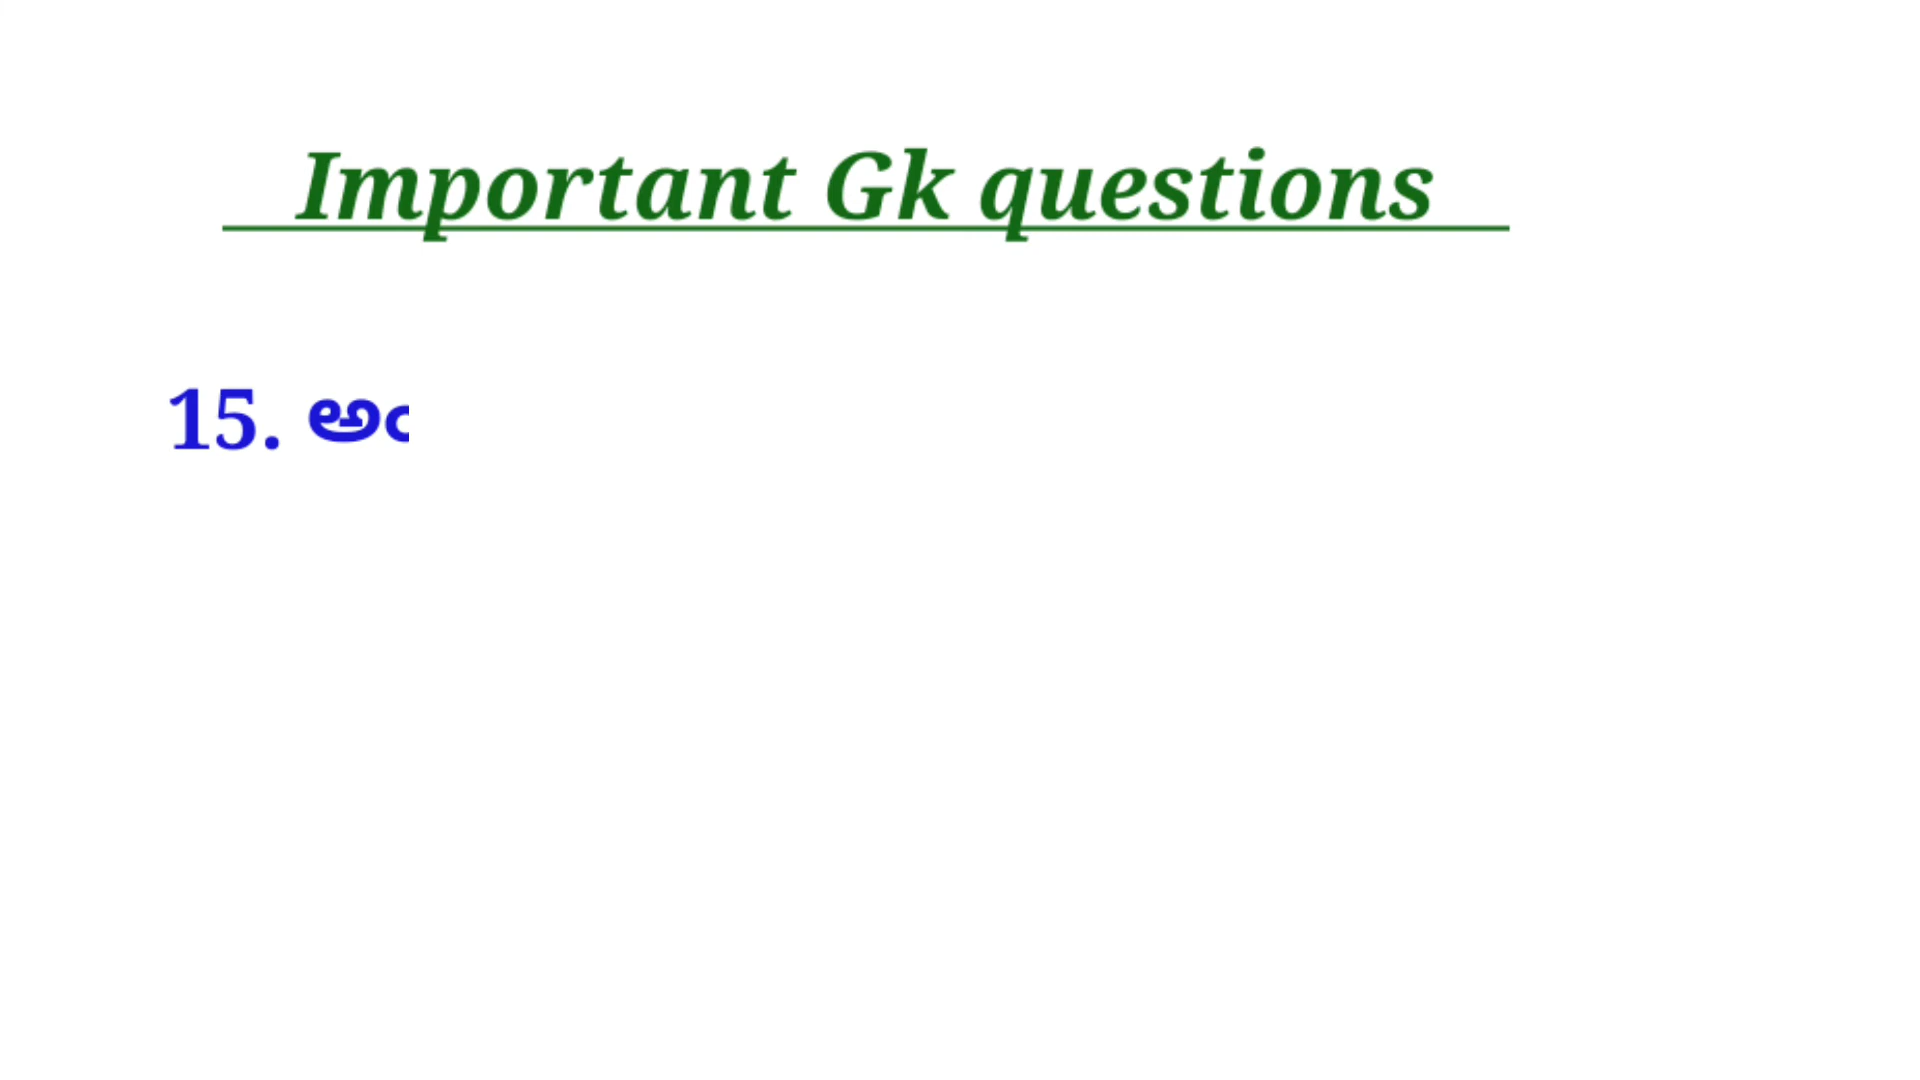 Important Gk questions
15. అ